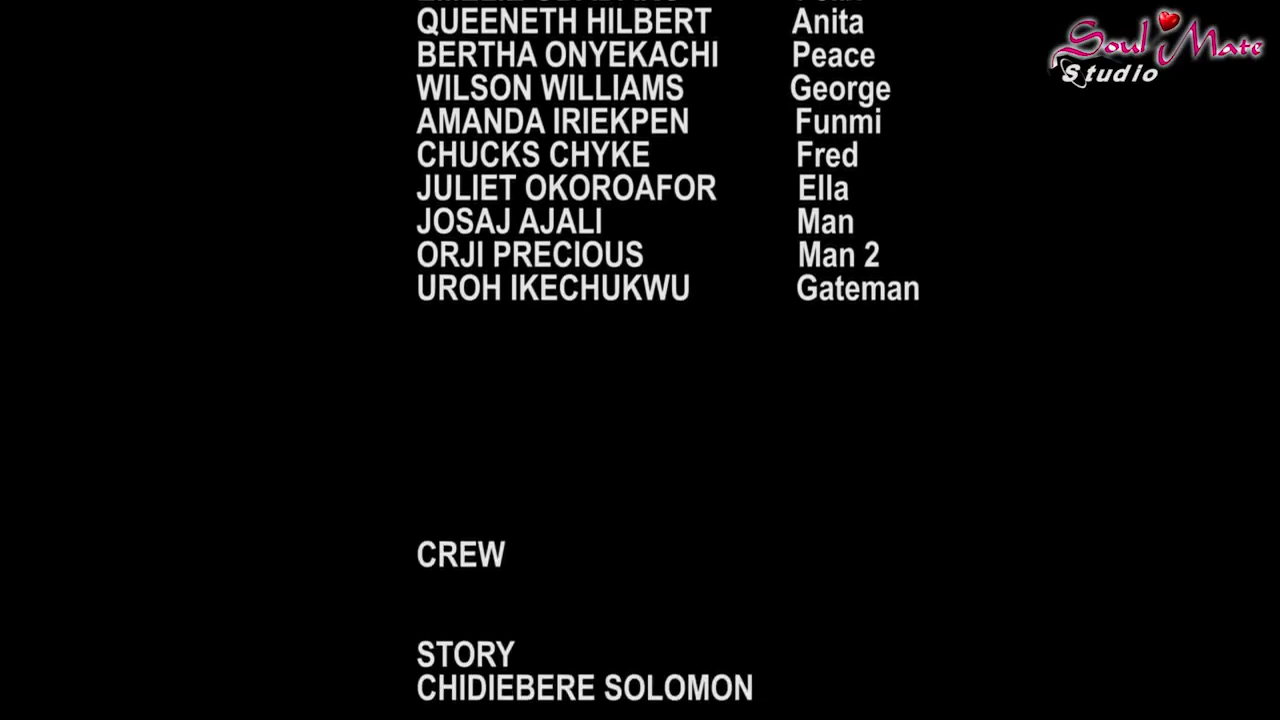 QUEENETH HILBERT Anita
BERTHA ONYEKACHI Peace
WILSON WILLIAMS George
AMANDA IRIEKPEN Funmi
CHUCKS CHYKE Fred
JULIET OKOROAFOR Ella
JOSAJ AJALI Man
ORJI PRECIOUS Man 2
UROH IKECHUKWU Gateman
CREW
STORY
CHIDIEBERE SOLOMON
Soul Mate
Studio